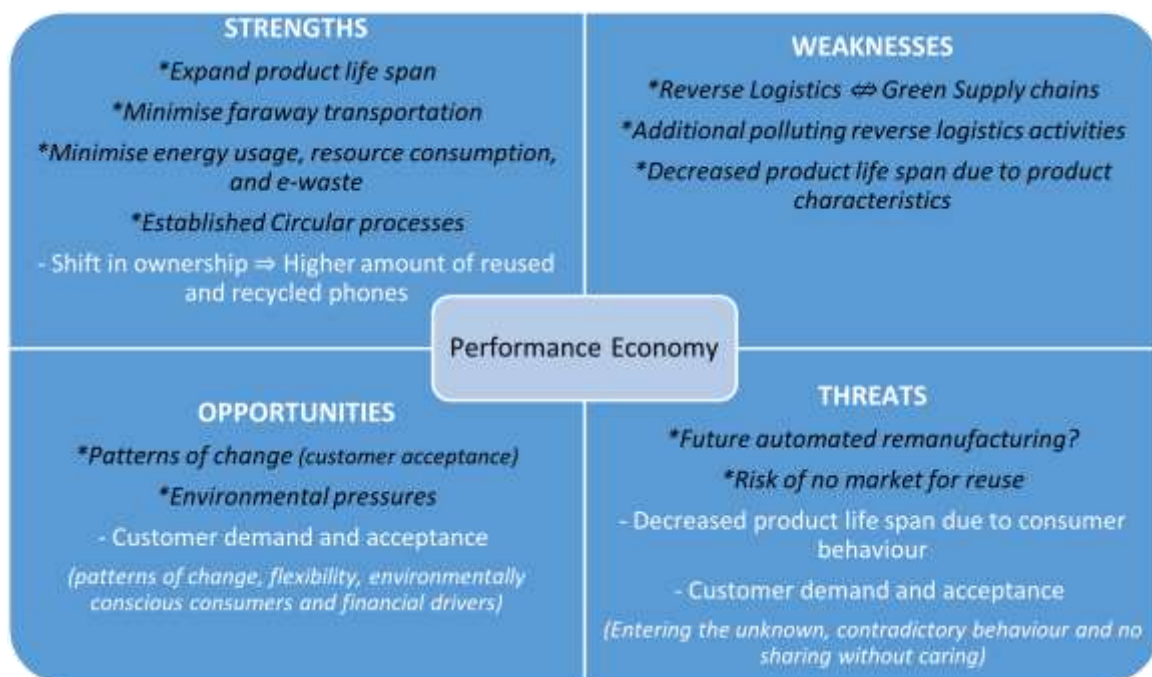 STRENGTHS
*Expand product life span
*Minimise faraway transportation
*Minimise energy usage, resource consumption,
and e-waste
*Established Circular processes
- Shift in ownership ⇒ Higher amount of reused
and recycled phones
WEAKNESSES
*Reverse Logistics ⇎ Green Supply chains
*Additional polluting reverse logistics activities
*Decreased product life span due to product
characteristics
Performance Economy
OPPORTUNITIES
*Patterns of change (customer acceptance)
*Environmental pressures
- Customer demand and acceptance
(patterns of change, flexibility, environmentally
conscious consumers and financial drivers)
THREATS
*Future automated remanufacturing?
*Risk of no market for reuse
- Decreased product life span due to consumer
behaviour
- Customer demand and acceptance
(Entering the unknown, contradictory behaviour and no
sharing without caring)